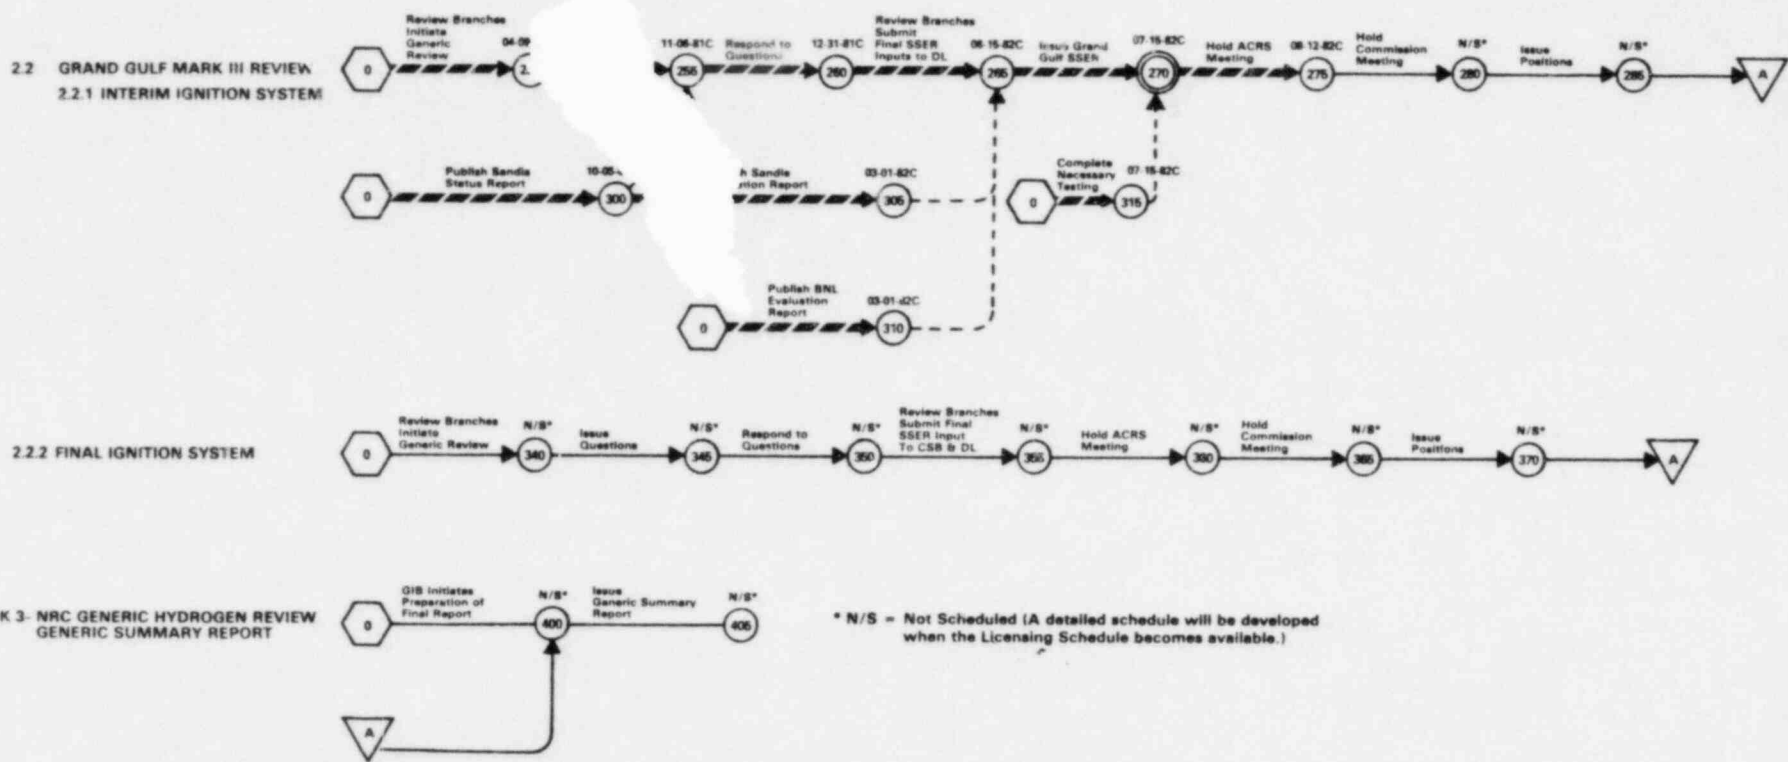 2.2 GRAND GULF MARK III REVIEW
2.2.1 INTERIM IGNITION SYSTEM
0
Review Branches
Initiate
Generic
Review
11-06-81C
255
Respond to
Questions
12-31-81C
260
Review Branches
Submit
Final SSER
Inputs to DL
06-15-82C
265
Issue Grand
Gulf SSER
07-15-82C
270
Hold ACRS
Meeting
08-12-82C
275
Hold
Commission
Meeting
N/S*
280
Issue
Positions
N/S*
285
A
0
Publish Sandia
Status Report
300
h Sandia
tion Report
03-01-82C
305
0
Complete
Necessary
Testing
07-15-82C
315
0
Publish BNL
Evaluation
Report
03-01-82C
310
2.2.2 FINAL IGNITION SYSTEM
0
Review Branches
Initiate
Generic Review
N/S*
340
Issue
Questions
N/S*
345
Respond to
Questions
N/S*
350
Review Branches
Submit Final
SSER Input
To CSB & DL
N/S*
355
Hold ACRS
Meeting
N/S*
360
Hold
Commission
Meeting
N/S*
365
Issue
Positions
N/S*
370
A
K 3- NRC GENERIC HYDROGEN REVIEW
GENERIC SUMMARY REPORT
0
GIB Initiates
Preparation of
Final Report
N/S*
400
Issue
Generic Summary
Report
N/S*
405
A
* N/S = Not Scheduled (A detailed schedule will be developed
when the Licensing Schedule becomes available.)